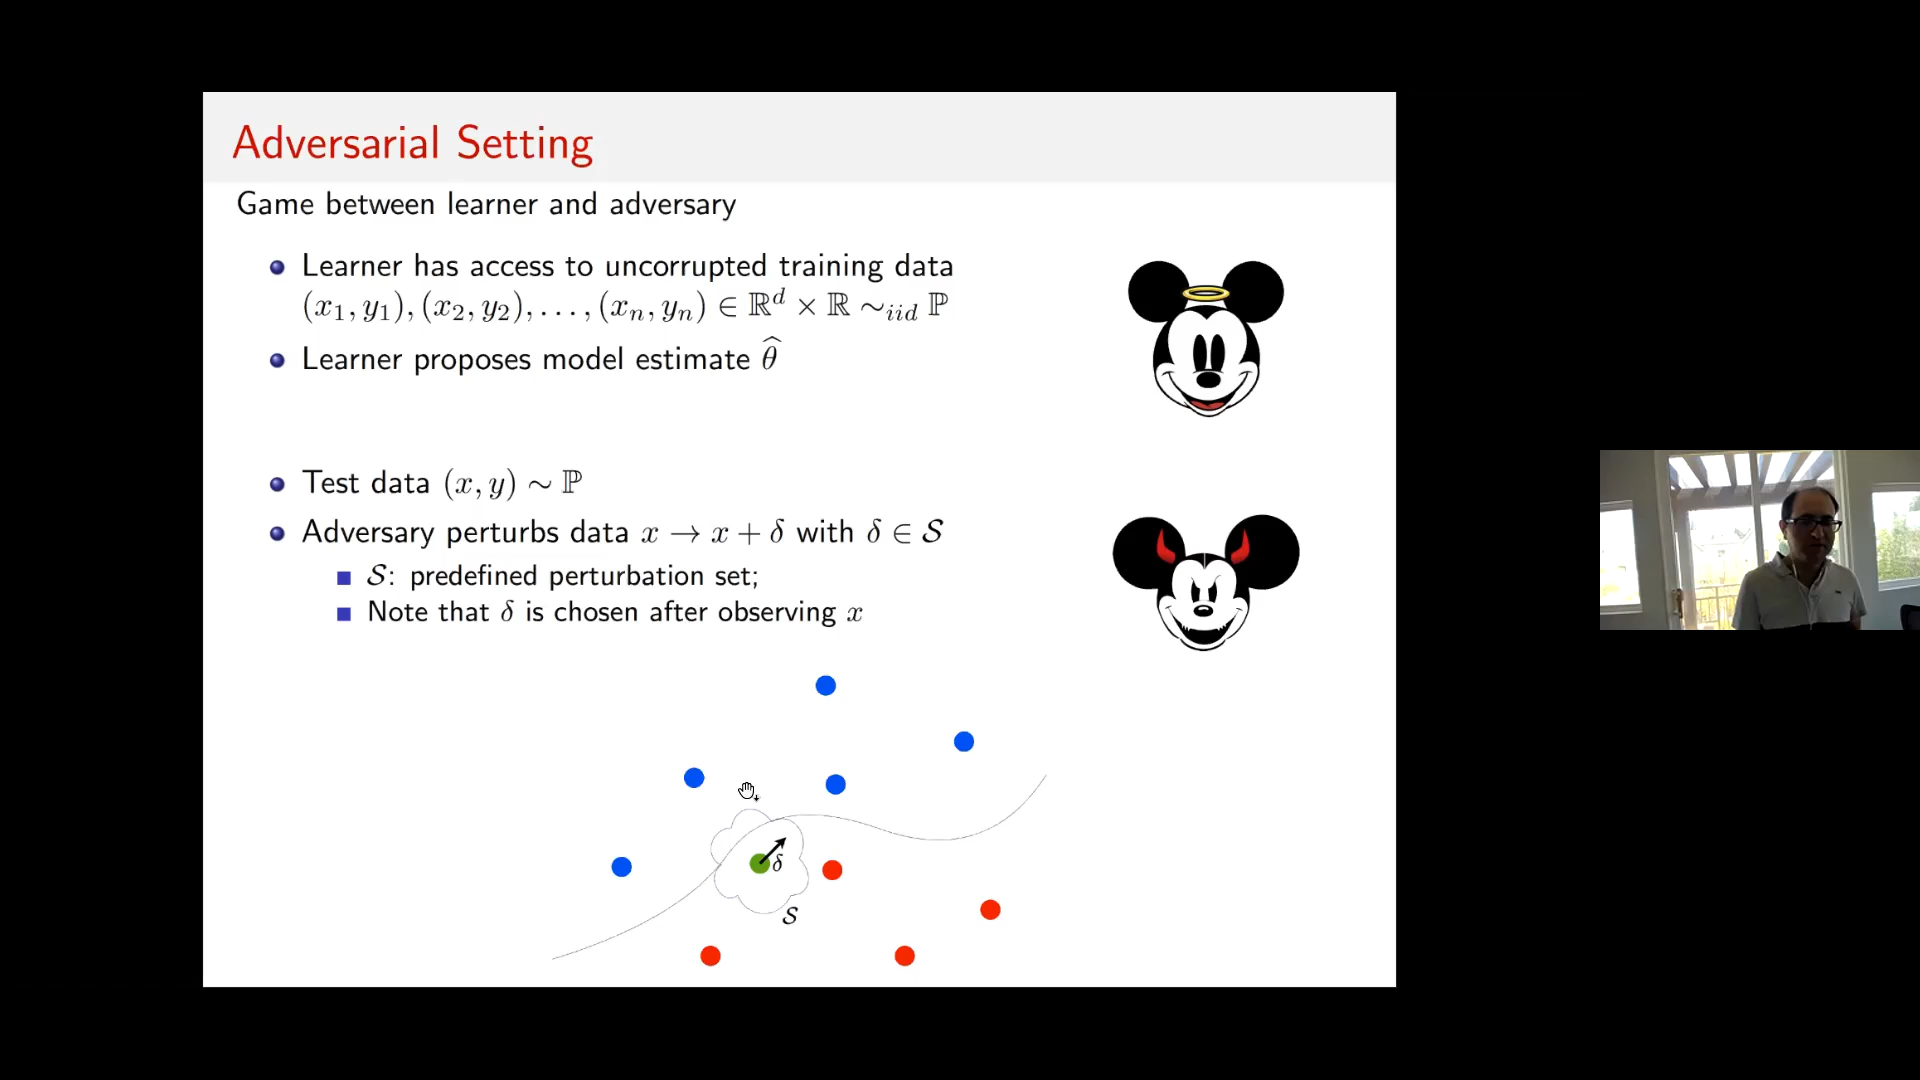 Adversarial Setting
Game between learner and adversary
Learner has access to uncorrupted training data
(x₁, y₁), (x₂, y₂), . . . , (xₙ, yₙ) ∈ ℝᵈ × ℝ ∼ᵢᵢd ℙ
Learner proposes model estimate θ̂
Test data (x, y) ∼ ℙ
Adversary perturbs data x → x + δ with δ ∈ 𝒮
𝒮: predefined perturbation set;
Note that δ is chosen after observing x
δ
𝒮